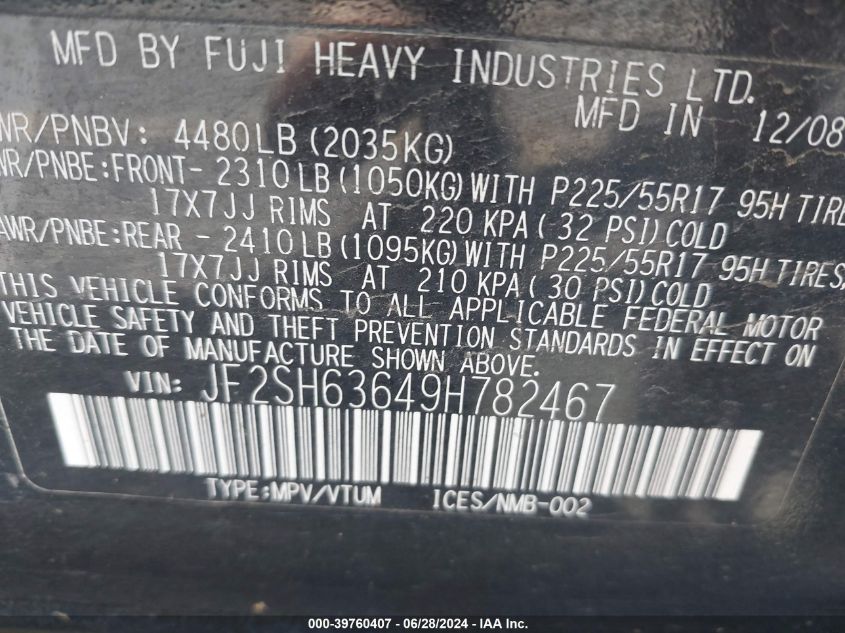 MFD BY FUJI HEAVY INDUSTRIES LTD.
MFD IN 12/08
WR/PNBV: 4480LB (2035KG)
WR/PNBE:FRONT- 2310LB(1050KG)WITH P225/55R17 95H TIRE
17X7JJ RIMS AT 220 KPA( 32 PSI)COLD
AWR/PNBE:REAR - 2410LB(1095KG)WITH P225/55R17 95H TIRES,
17X7JJ RIMS AT 210 KPA( 30 PSI)COLD
THIS VEHICLE CONFORMS TO ALL APPLICABLE FEDERAL MOTOR
VEHICLE SAFETY AND THEFT PREVENTION STANDARDS IN EFFECT ON
THE DATE OF MANUFACTURE SHOWN ABOVE.
VIN: JF2SH63649H782467
TYPE:MPV/VTUM ICES/NMB-002
000-39760407 - 06/28/2024 - IAA Inc.